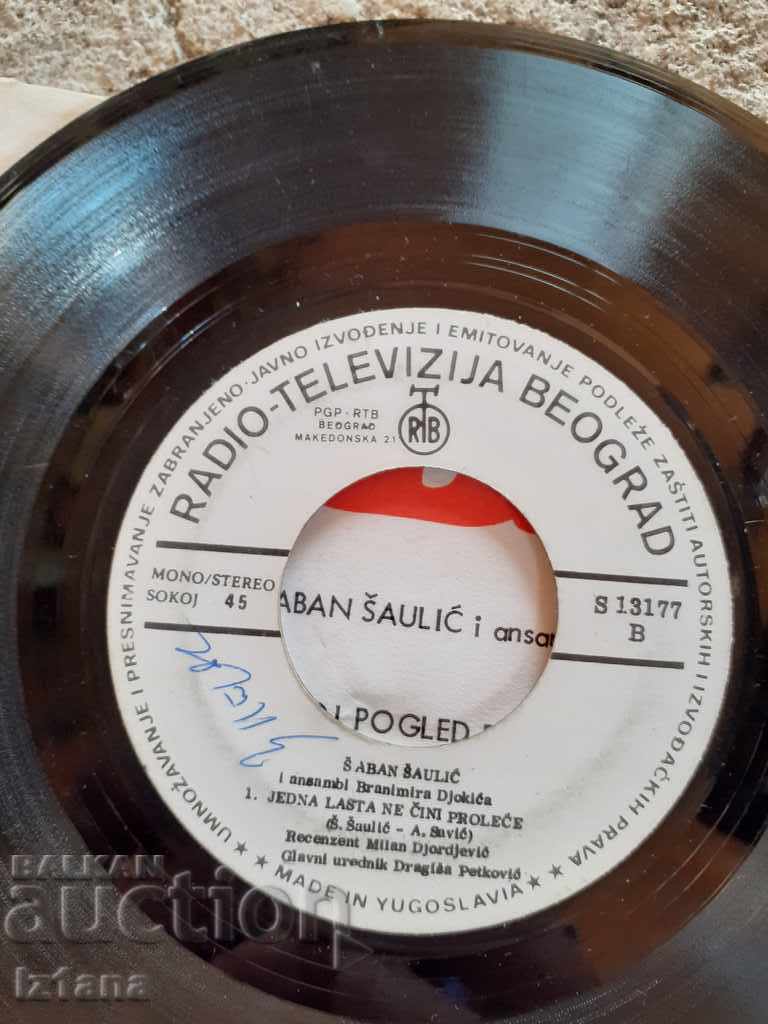 UMNOŽAVANJE I PRESNIMAVANJE ZABRANJENO·JAVNO IZVOĐENJE I EMITOVANJE PODLEŽE ZAŠTITI AUTORSKIH I IZVOĐAČKIH PRAVA
RADIO-TELEVIZIJA BEOGRAD
PGP-RTB
BEOGRAD
MAKEDONSKA 21
RTB
MONO/STEREO
SOKOJ 45
S 13177
B
ABAN ŠAULIĆ i ansam
POGLED
ŠABAN ŠAULIĆ
i ansambl Branimira Djokića
1. JEDNA LASTA NE ČINI PROLEĆE
(Š. Šaulić - A. Savić)
Recenzent Milan Djordjević
Glavni urednik Dragiša Petković
MADE IN YUGOSLAVIA
BALKAN
auction
Iztana